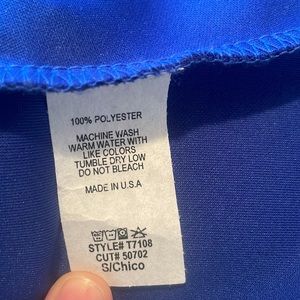 100% POLYESTER
MACHINE WASH
WARM WATER WITH
LIKE COLORS
TUMBLE DRY LOW
DO NOT BLEACH
MADE IN U.S.A
STYLE# T7108
CUT# 50702
S/Chico